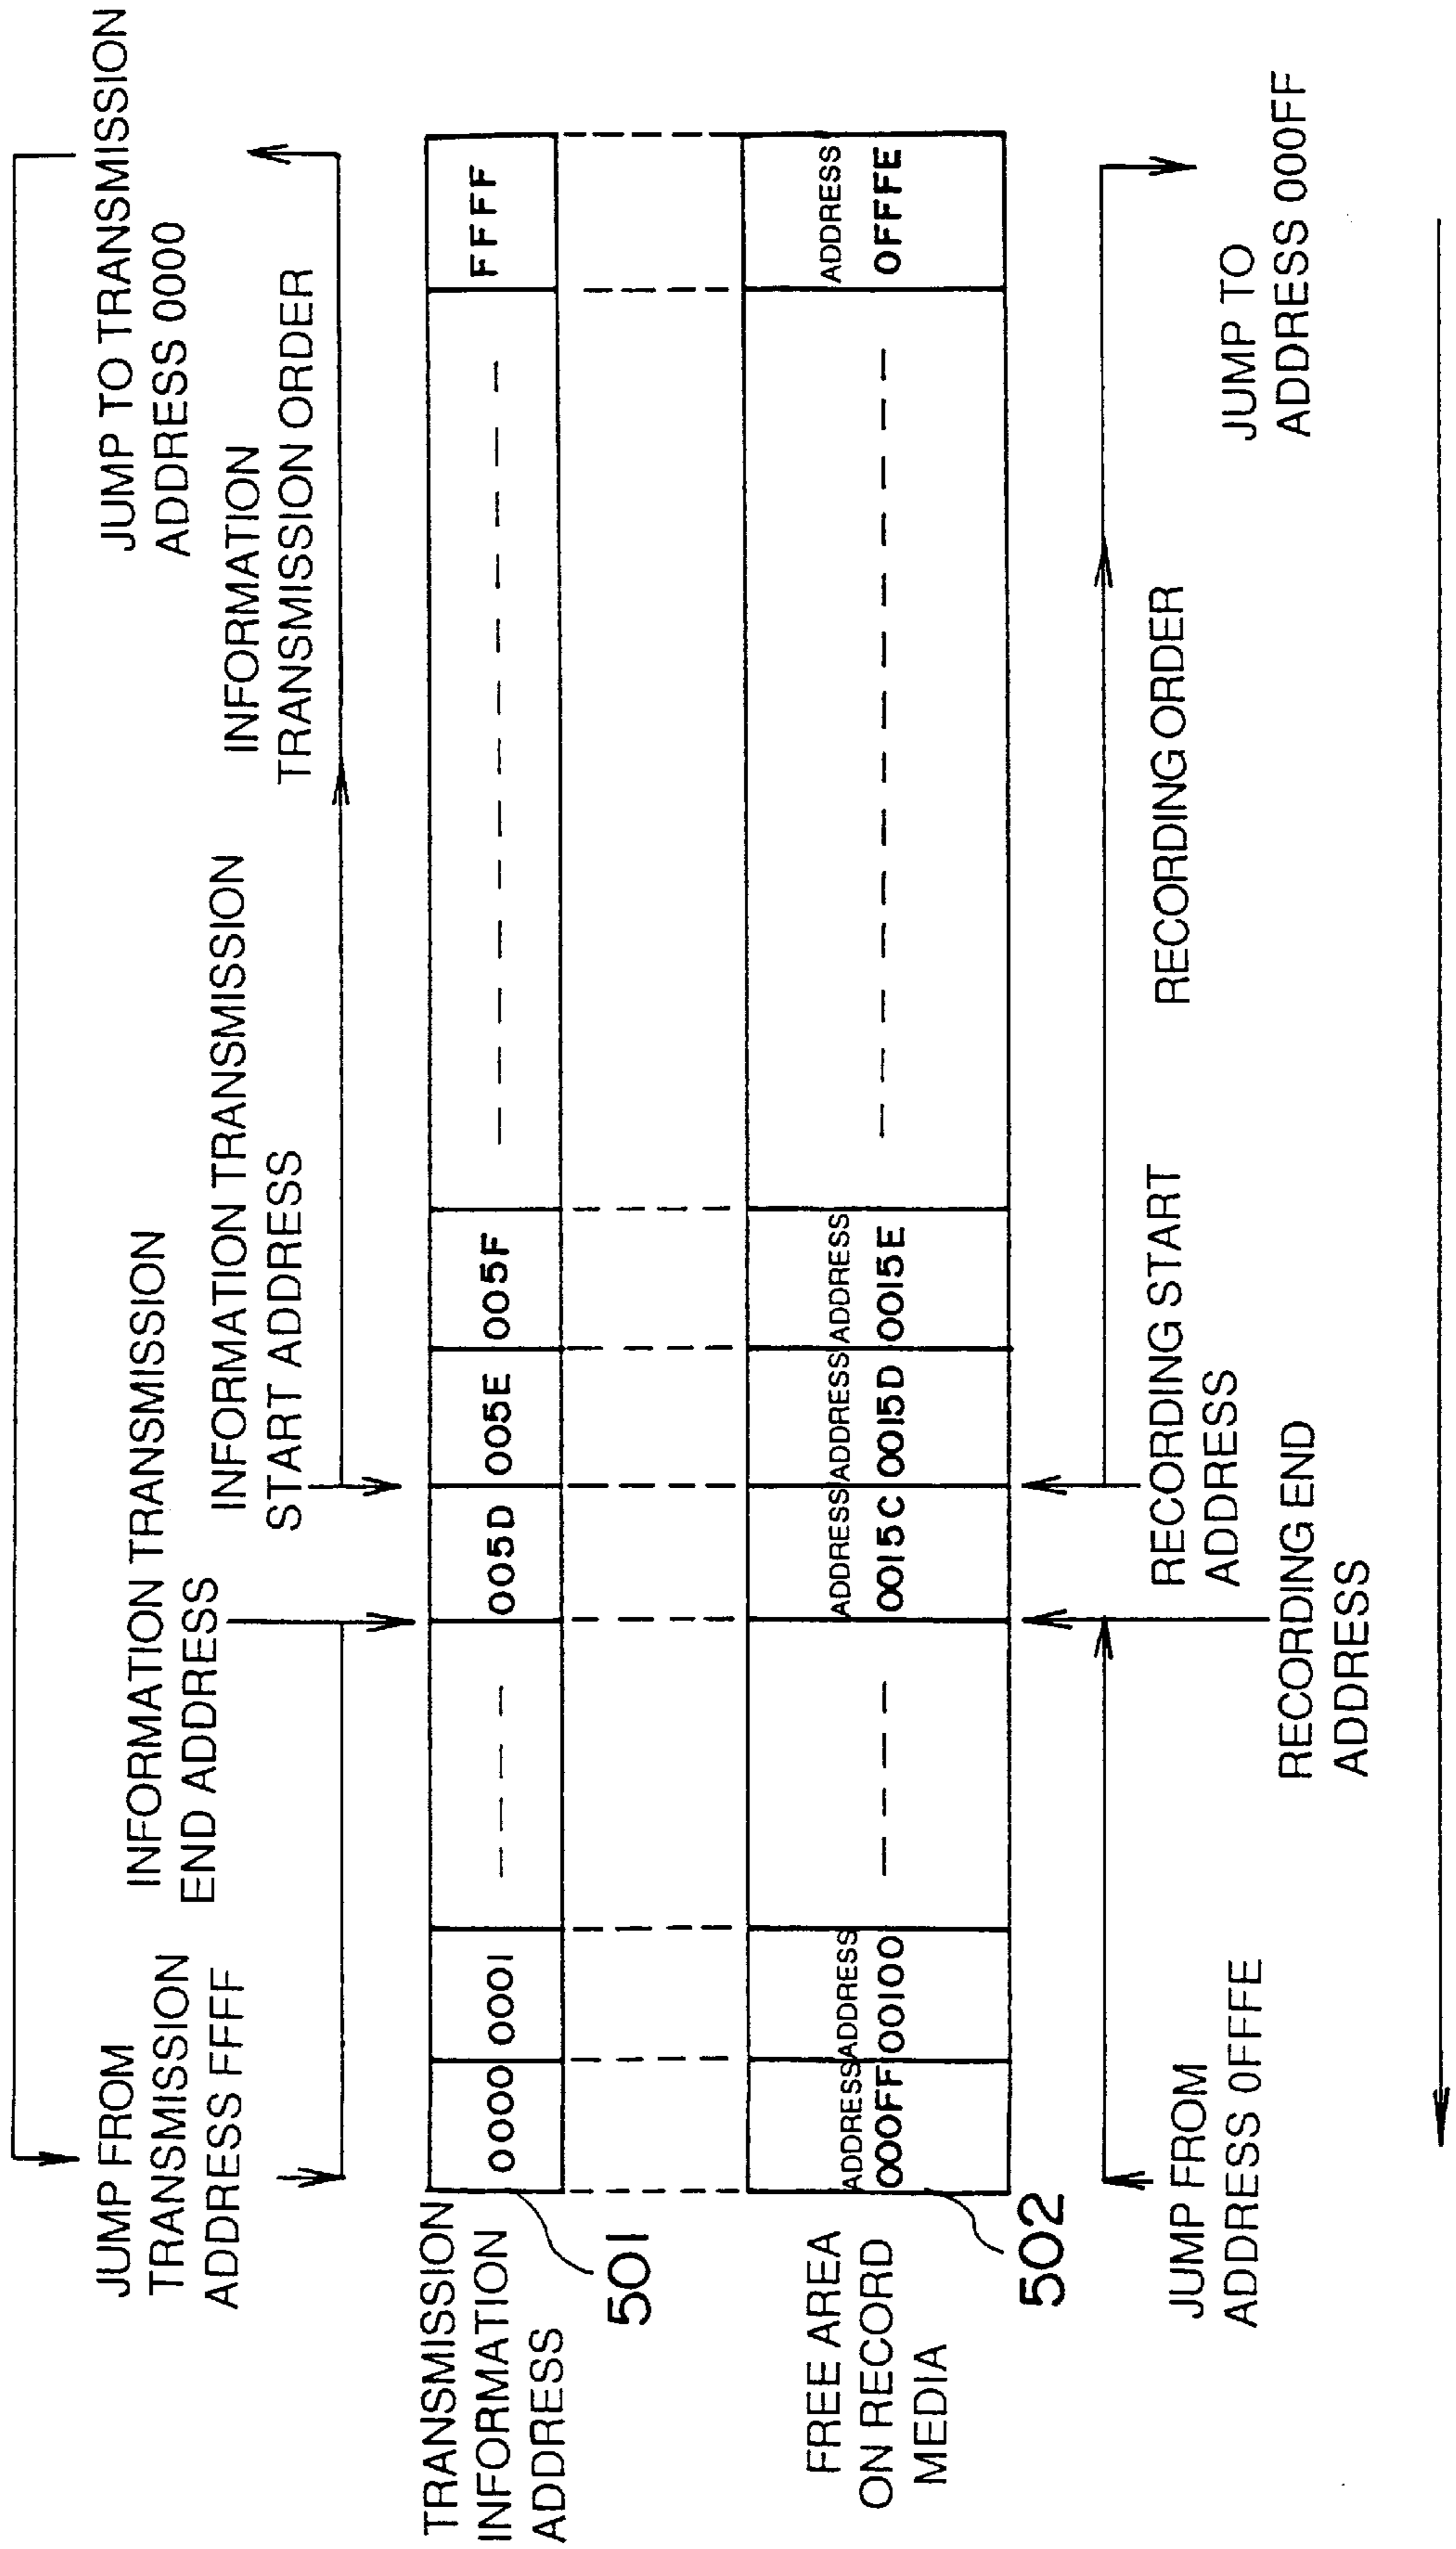 JUMP FROM
TRANSMISSION
ADDRESS FFFF
INFORMATION TRANSMISSION
END ADDRESS
INFORMATION TRANSMISSION
START ADDRESS
INFORMATION
TRANSMISSION ORDER
JUMP TO TRANSMISSION
ADDRESS 0000
TRANSMISSION
INFORMATION
ADDRESS
0000 0001 005D 005E 005F FFFF
501
FREE AREA
ON RECORD
MEDIA
ADDRESS ADDRESS ADDRESS ADDRESS ADDRESS ADDRESS
000FF 00100 0015C 0015D 0015E 0FFFE
502
JUMP FROM
ADDRESS 0FFFE
RECORDING END
ADDRESS
RECORDING START
ADDRESS
RECORDING ORDER
JUMP TO
ADDRESS 000FF